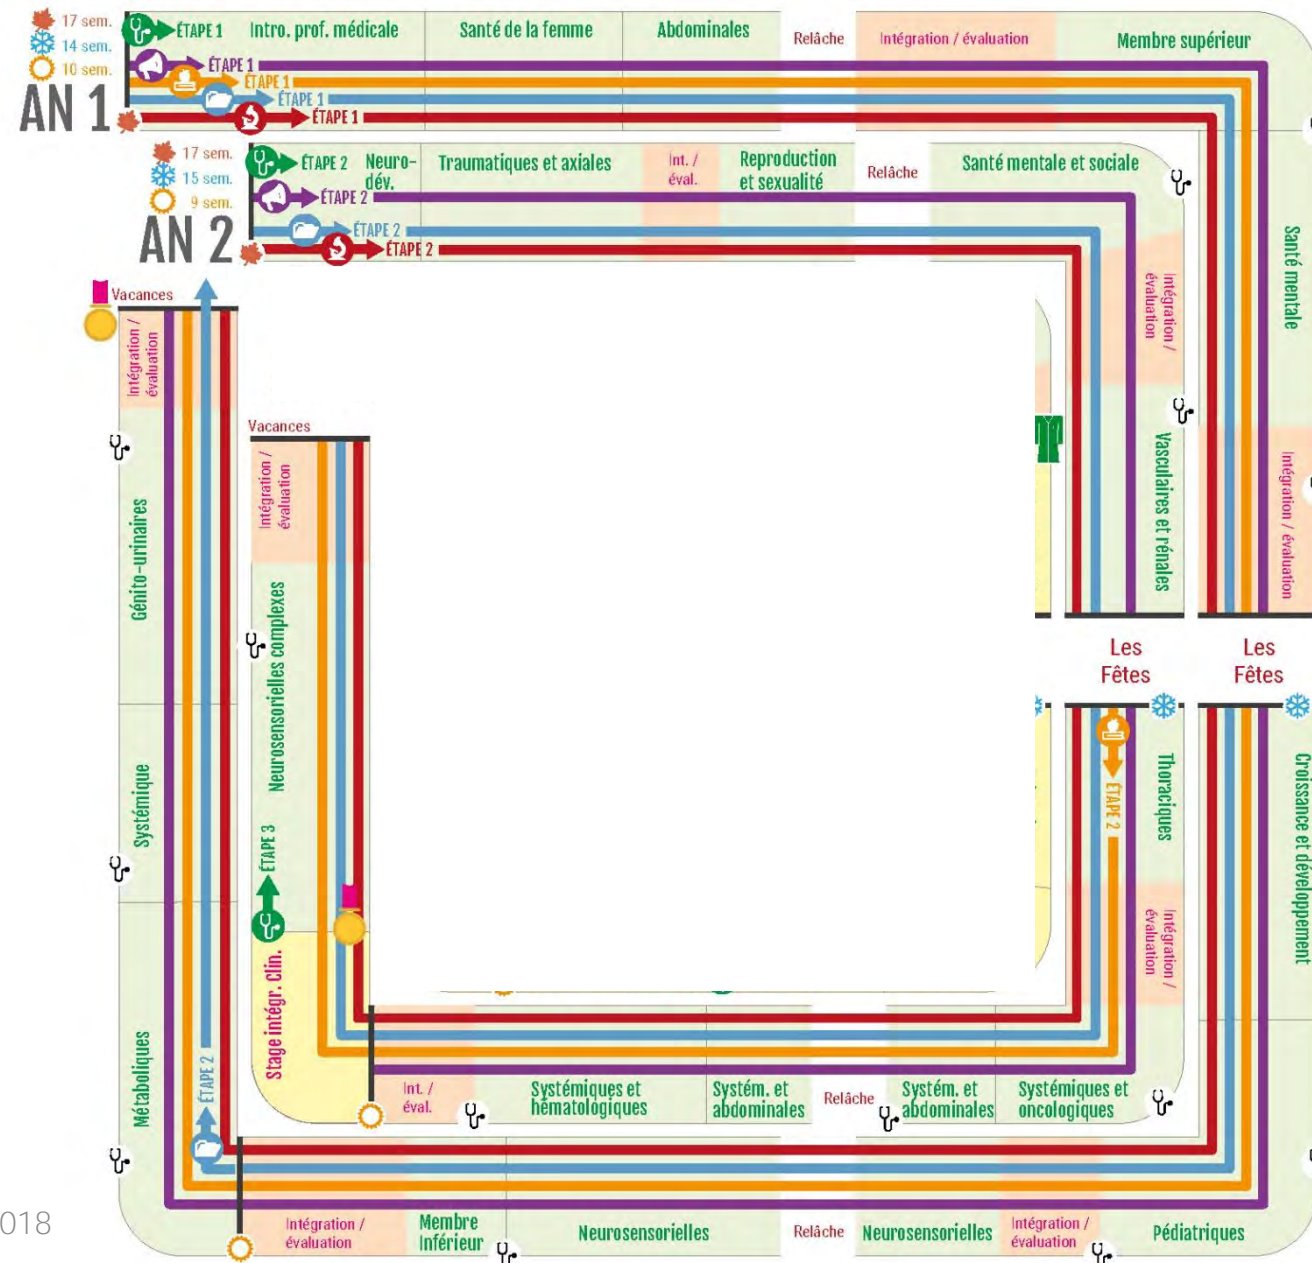 17 sem.
14 sem.
10 sem.
AN 1
ÉTAPE 1
Intro. prof. médicale
Santé de la femme
Abdominales
Relâche
Intégration / évaluation
Membre supérieur
ÉTAPE 1
ÉTAPE 1
ÉTAPE 1
ÉTAPE 1
17 sem.
15 sem.
9 sem.
AN 2
ÉTAPE 2
Neuro-
dév.
Traumatiques et axiales
Int. /
éval.
Reproduction
et sexualité
Relâche
Santé mentale et sociale
ÉTAPE 2
ÉTAPE 2
ÉTAPE 2
Santé mentale
Intégration /
évaluation
Vasculaires et rénales
Intégration / évaluation
Les
Fêtes
Les
Fêtes
ÉTAPE 2
Thoraciques
Croissance et développement
Intégration /
évaluation
Vacances
Intégration /
évaluation
Génito-urinaires
Systémique
Métaboliques
ÉTAPE 2
Vacances
Intégration /
évaluation
Neurosensorielles complexes
ÉTAPE 3
Stage intégr. Clin.
Int. /
éval.
Systémiques et
hématologiques
Systém. et
abdominales
Relâche
Systém. et
abdominales
Systémiques et
oncologiques
018
Intégration /
évaluation
Membre
Inférieur
Neurosensorielles
Relâche
Neurosensorielles
Intégration /
évaluation
Pédiatriques